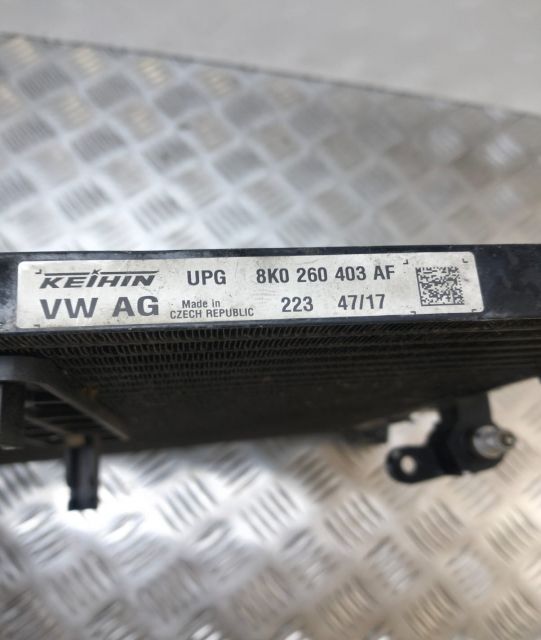 KEIHIN UPG 8K0 260 403 AF
VW AG Made in CZECH REPUBLIC 223 47/17